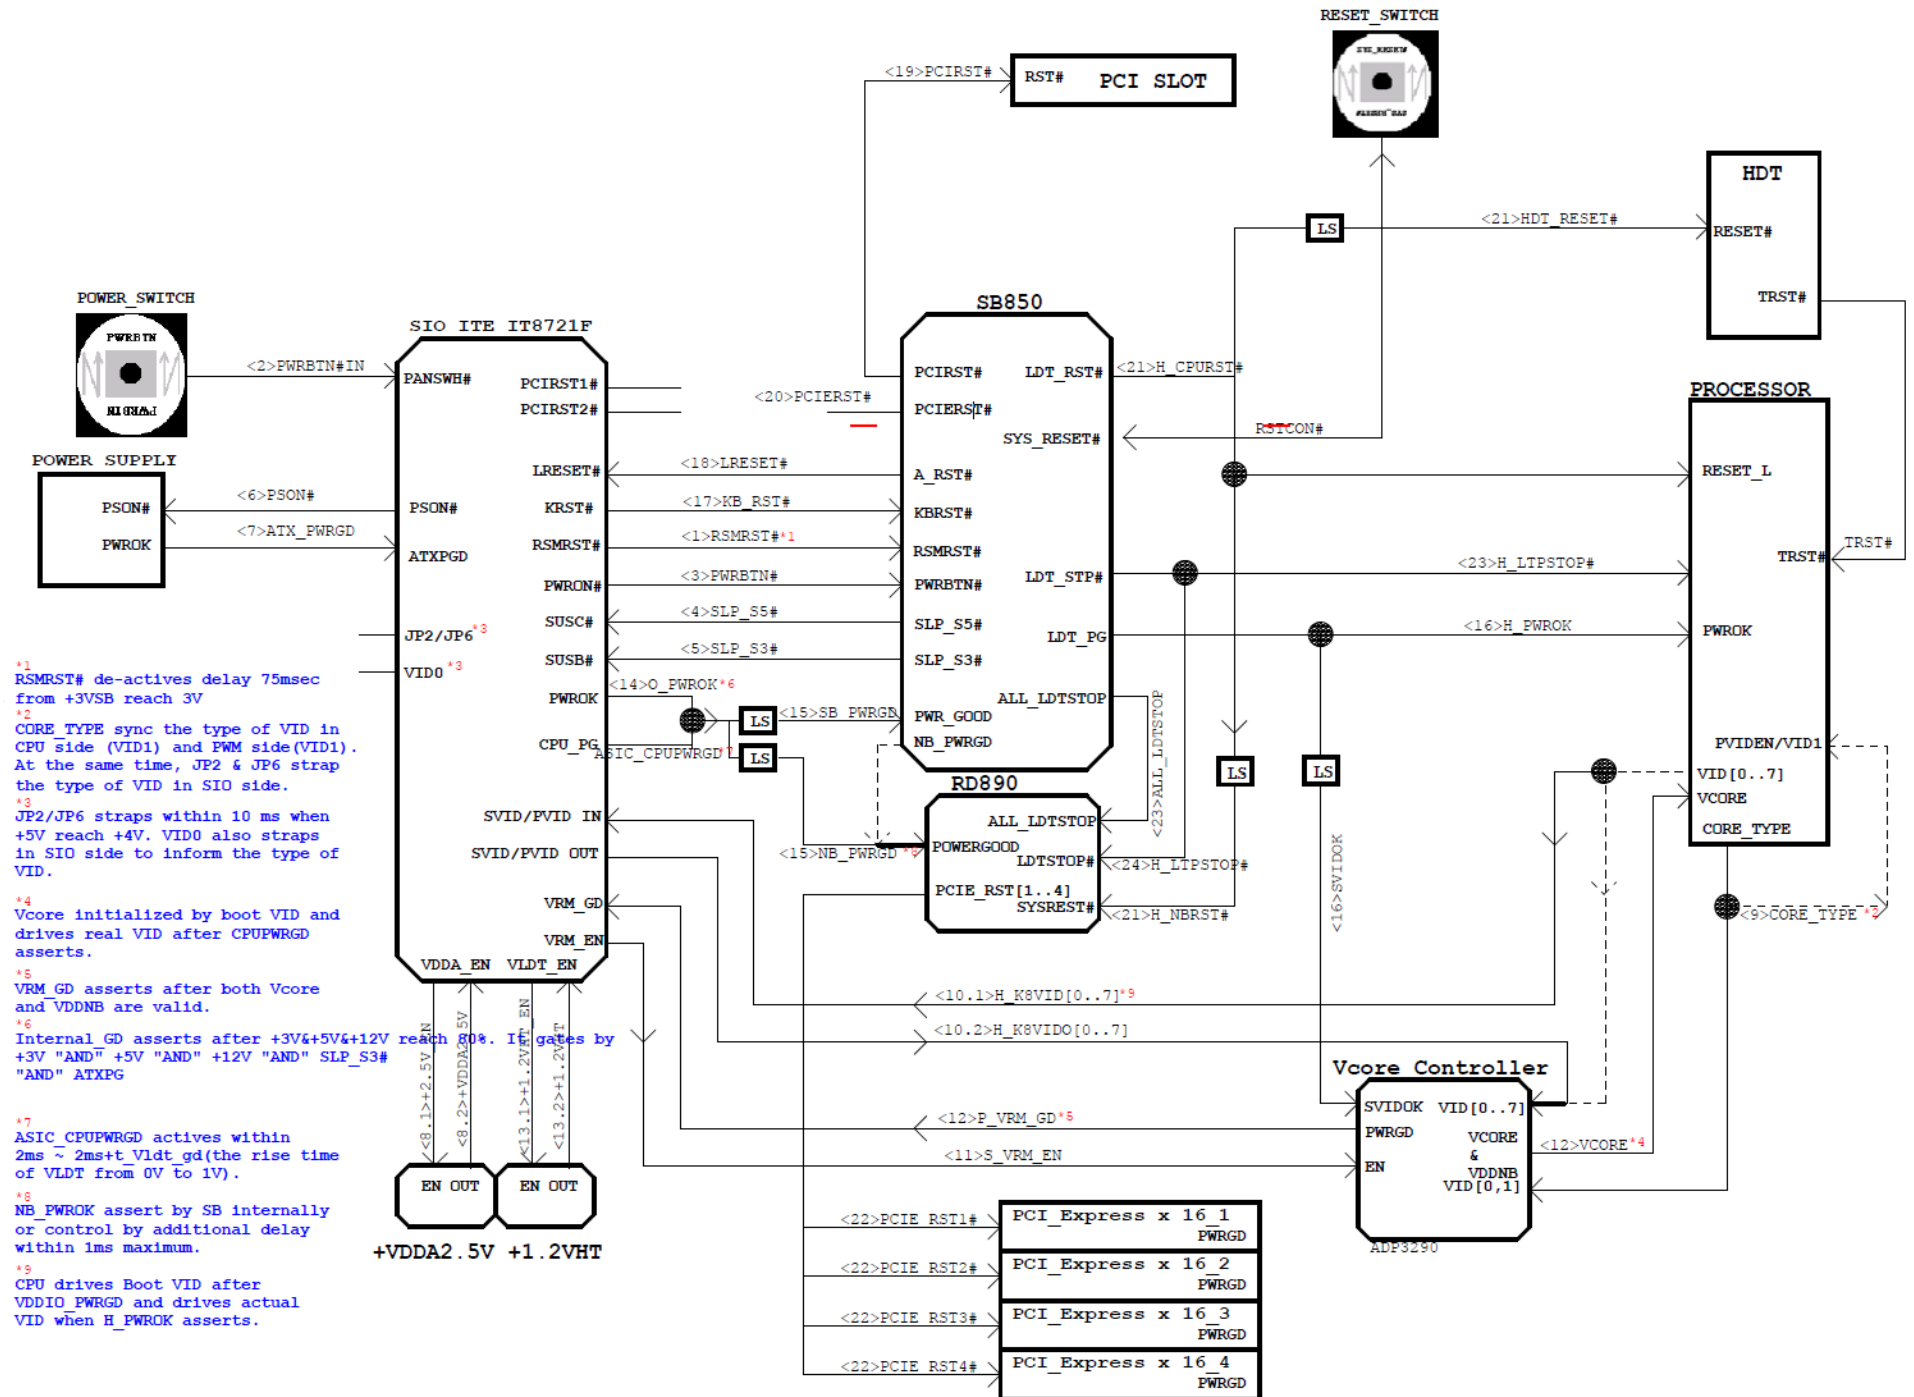 RESET_SWITCH
SYS_RESET#
<19>PCIRST#
RST#
PCI SLOT
HDT
<21>HDT_RESET#
LS
RESET#
TRST#
POWER_SWITCH
PWRBTN
PWRBTN
<2>PWRBTN#IN
SIO ITE IT8721F
PANSWH#
PCIRST1#
PCIRST2#
LRESET#
PSON#
KRST#
RSMRST#
ATXPGD
PWRON#
SUSC#
JP2/JP6*3
SUSB#
VID0 *3
PWROK
CPU_PG
SVID/PVID IN
SVID/PVID OUT
VRM_GD
VRM_EN
VDDA_EN
VLDT_EN
POWER SUPPLY
PSON#
PWROK
<6>PSON#
<7>ATX_PWRGD
<20>PCIERST#
<18>LRESET#
<17>KB_RST#
<1>RSMRST#*1
<3>PWRBTN#
<4>SLP_S5#
<5>SLP_S3#
<14>O_PWROK*6
LS
<15>SB_PWRGD
ASIC_CPUPWRGD*7
LS
<15>NB_PWRGD *8
SB850
PCIRST#
LDT_RST#
PCIERST#
SYS_RESET#
A_RST#
KBRST#
RSMRST#
LDT_STP#
PWRBTN#
SLP_S5#
LDT_PG
SLP_S3#
ALL_LDTSTOP
PWR_GOOD
NB_PWRGD
<21>H_CPURST#
RSTCON#
RD890
ALL_LDTSTOP
POWERGOOD
LDTSTOP#
PCIE_RST[1..4]
SYSREST#
<23>ALL_LDTSTOP
<24>H_LTPSTOP#
<21>H_NBRST#
LS
LS
<16>SVIDOK
PROCESSOR
RESET_L
TRST#
TRST#
<23>H_LTPSTOP#
<16>H_PWROK
PWROK
PVIDEN/VID1
VID[0..7]
VCORE
CORE_TYPE
<9>CORE_TYPE *2
<10.1>H_K8VID[0..7]*9
<10.2>H_K8VIDO[0..7]
Vcore Controller
SVIDOK
VID[0..7]
PWRGD
VCORE
&
VDDNB
EN
VID[0,1]
ADP3290
<12>VCORE*4
<12>P_VRM_GD*5
<11>S_VRM_EN
<8.1>+2.5V_EN
<8.2>+VDDA2.5V
<13.1>+1.2VHT_EN
<13.2>+1.2VHT
EN OUT
EN OUT
+VDDA2.5V
+1.2VHT
<22>PCIE_RST1#
PCI_Express x 16_1
PWRGD
<22>PCIE_RST2#
PCI_Express x 16_2
PWRGD
<22>PCIE_RST3#
PCI_Express x 16_3
PWRGD
<22>PCIE_RST4#
PCI_Express x 16_4
PWRGD
*1
RSMRST# de-actives delay 75msec
from +3VSB reach 3V
*2
CORE_TYPE sync the type of VID in
CPU side (VID1) and PWM side(VID1).
At the same time, JP2 & JP6 strap
the type of VID in SIO side.
*3
JP2/JP6 straps within 10 ms when
+5V reach +4V. VID0 also straps
in SIO side to inform the type of
VID.
*4
Vcore initialized by boot VID and
drives real VID after CPUPWRGD
asserts.
*5
VRM_GD asserts after both Vcore
and VDDNB are valid.
*6
Internal_GD asserts after +3V&+5V&+12V reach 80%. It gates by
+3V "AND" +5V "AND" +12V "AND" SLP_S3#
"AND" ATXPG
*7
ASIC_CPUPWRGD actives within
2ms ~ 2ms+t_Vldt_gd(the rise time
of VLDT from 0V to 1V).
*8
NB_PWROK assert by SB internally
or control by additional delay
within 1ms maximum.
*9
CPU drives Boot VID after
VDDIO_PWRGD and drives actual
VID when H_PWROK asserts.